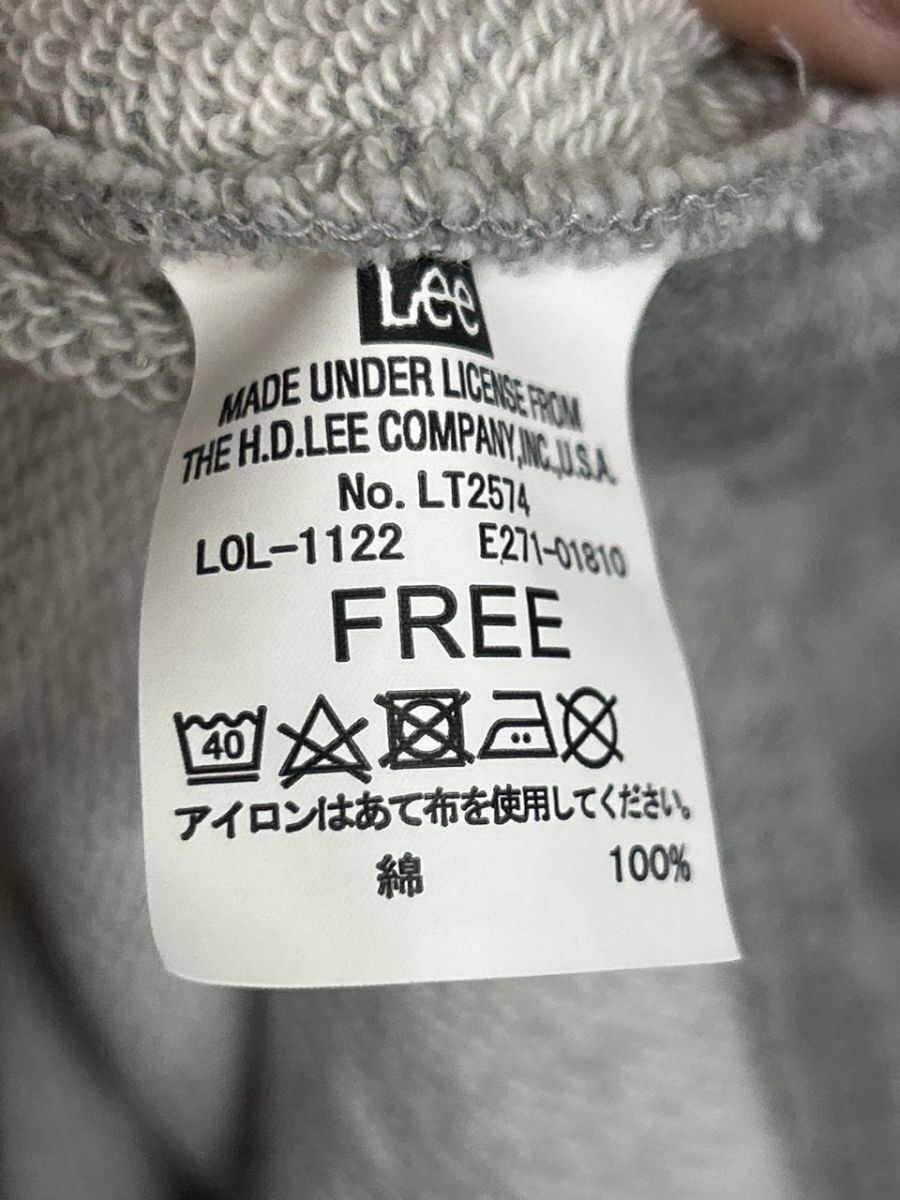 Lee
MADE UNDER LICENSE FROM
THE H.D.LEE COMPANY,INC.,U.S.A.
No. LT2574
LOL-1122 E271-01810
FREE
40
アイロンはあて布を使用してください。
綿 100%